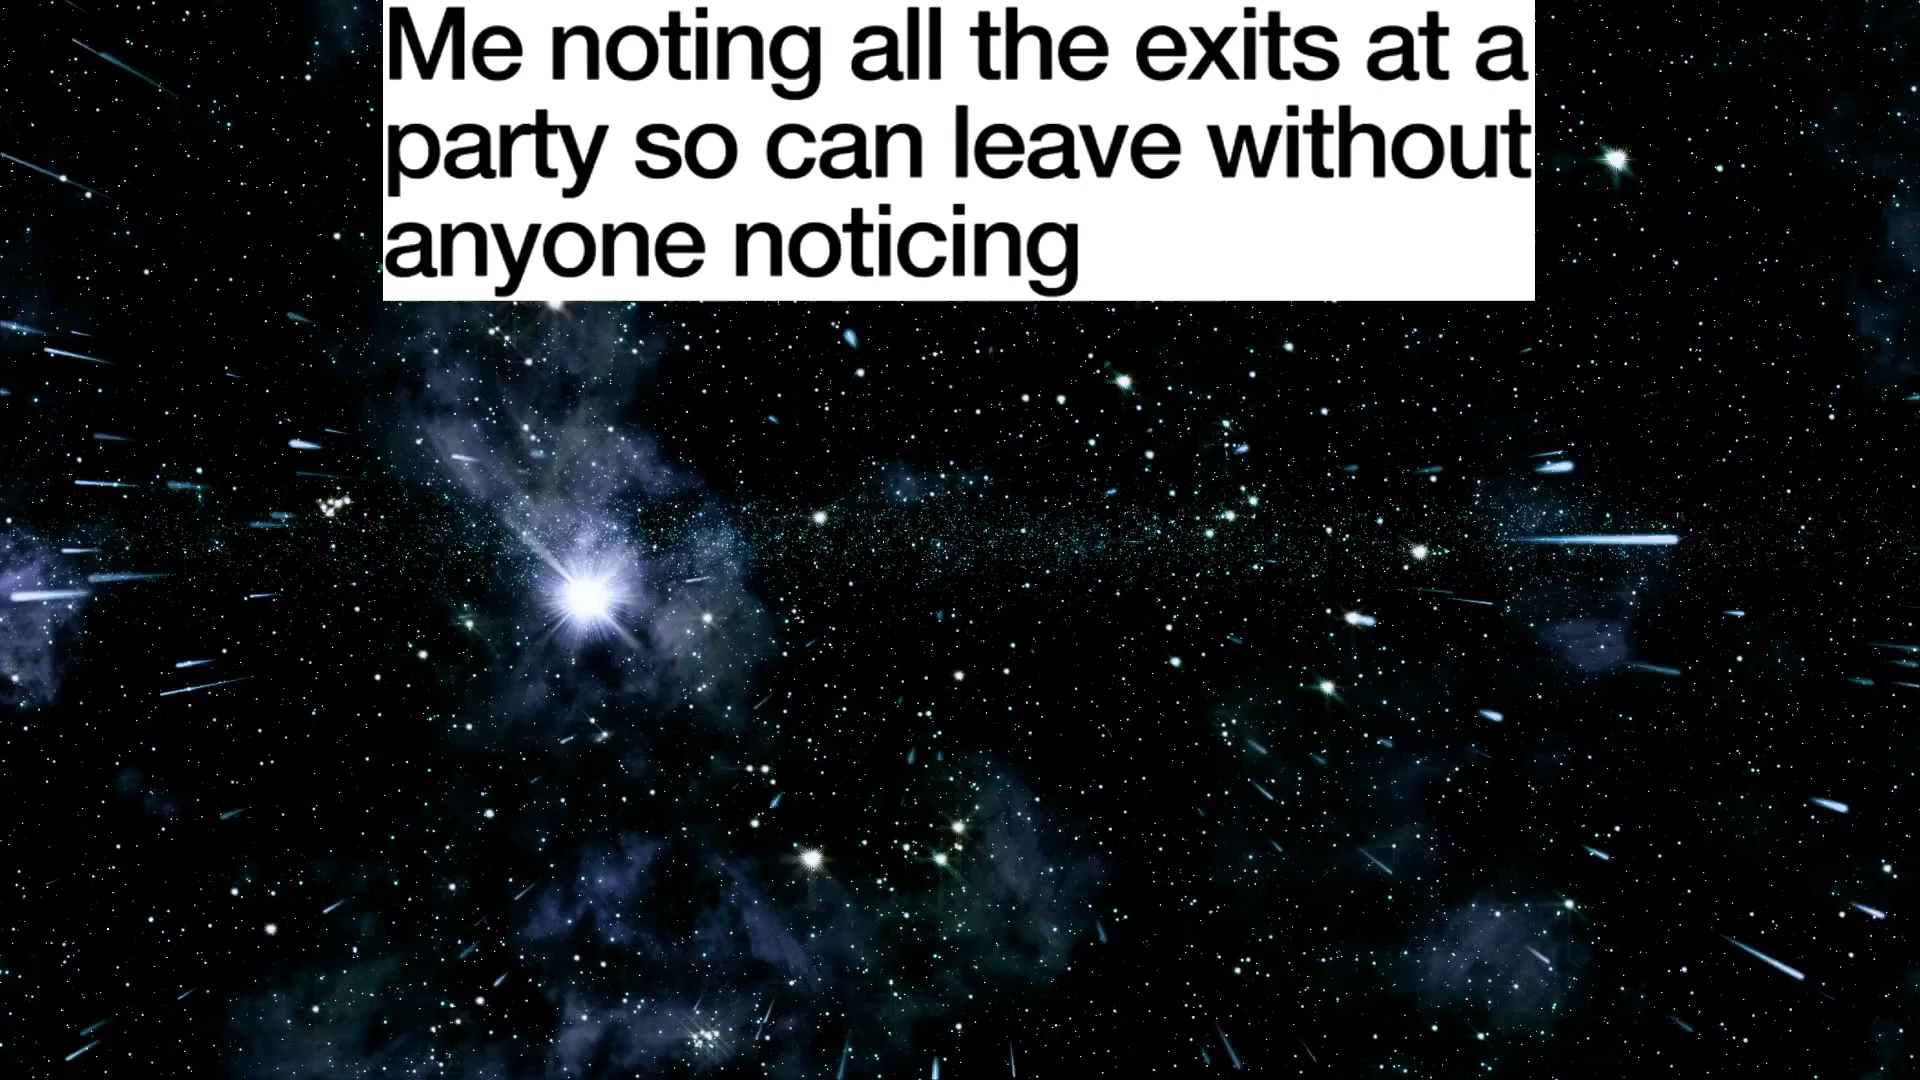 Me noting all the exits at a
party so can leave without
anyone noticing